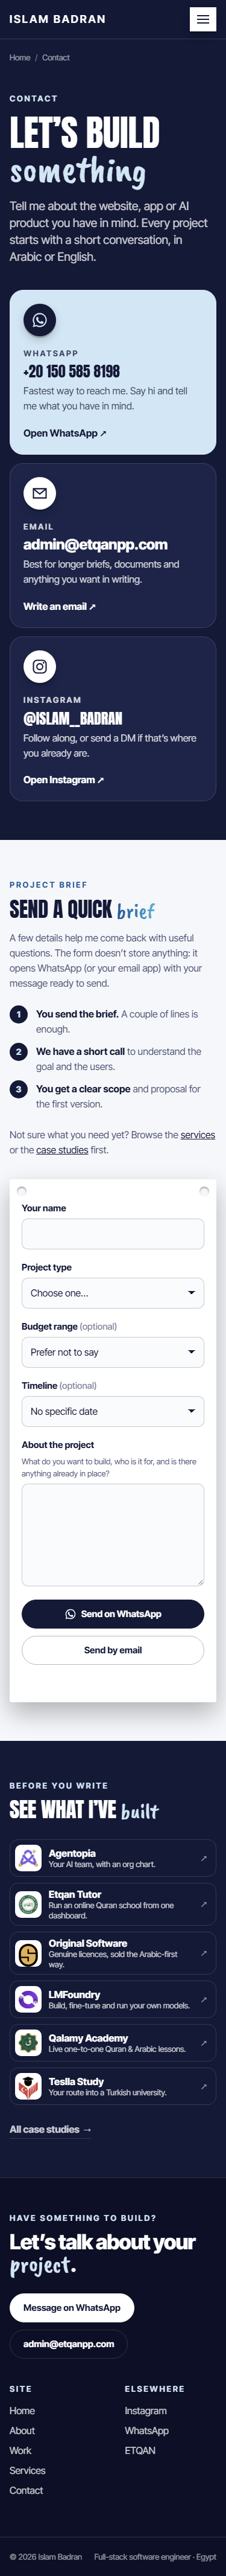 ISLAM BADRAN
Home / Contact
CONTACT
LET'S BUILD
something
Tell me about the website, app or AI
product you have in mind. Every project
starts with a short conversation, in
Arabic or English.
WHATSAPP
+20 150 585 8198
Fastest way to reach me. Say hi and tell
me what you have in mind.
Open WhatsApp ↗
EMAIL
admin@etqanpp.com
Best for longer briefs, documents and
anything you want in writing.
Write an email ↗
INSTAGRAM
@ISLAM__BADRAN
Follow along, or send a DM if that's where
you already are.
Open Instagram ↗
PROJECT BRIEF
SEND A QUICK brief
A few details help me come back with useful
questions. The form doesn't store anything: it
opens WhatsApp (or your email app) with your
message ready to send.
1 You send the brief. A couple of lines is
enough.
2 We have a short call to understand the
goal and the users.
3 You get a clear scope and proposal for
the first version.
Not sure what you need yet? Browse the services
or the case studies first.
Your name
Project type
Choose one...
Budget range (optional)
Prefer not to say
Timeline (optional)
No specific date
About the project
What do you want to build, who is it for, and is there
anything already in place?
Send on WhatsApp
Send by email
BEFORE YOU WRITE
SEE WHAT I'VE built
Agentopia
Your AI team, with an org chart.
↗
Etqan Tutor
Run an online Quran school from one
dashboard.
↗
Original Software
Genuine licences, sold the Arabic-first
way.
↗
LMFoundry
Build, fine-tune and run your own models.
↗
Qalamy Academy
Live one-to-one Quran & Arabic lessons.
↗
Teslla Study
Your route into a Turkish university.
↗
All case studies →
HAVE SOMETHING TO BUILD?
Let's talk about your
project.
Message on WhatsApp
admin@etqanpp.com
SITE
Home
About
Work
Services
Contact
ELSEWHERE
Instagram
WhatsApp
ETQAN
© 2026 Islam Badran
Full-stack software engineer · Egypt